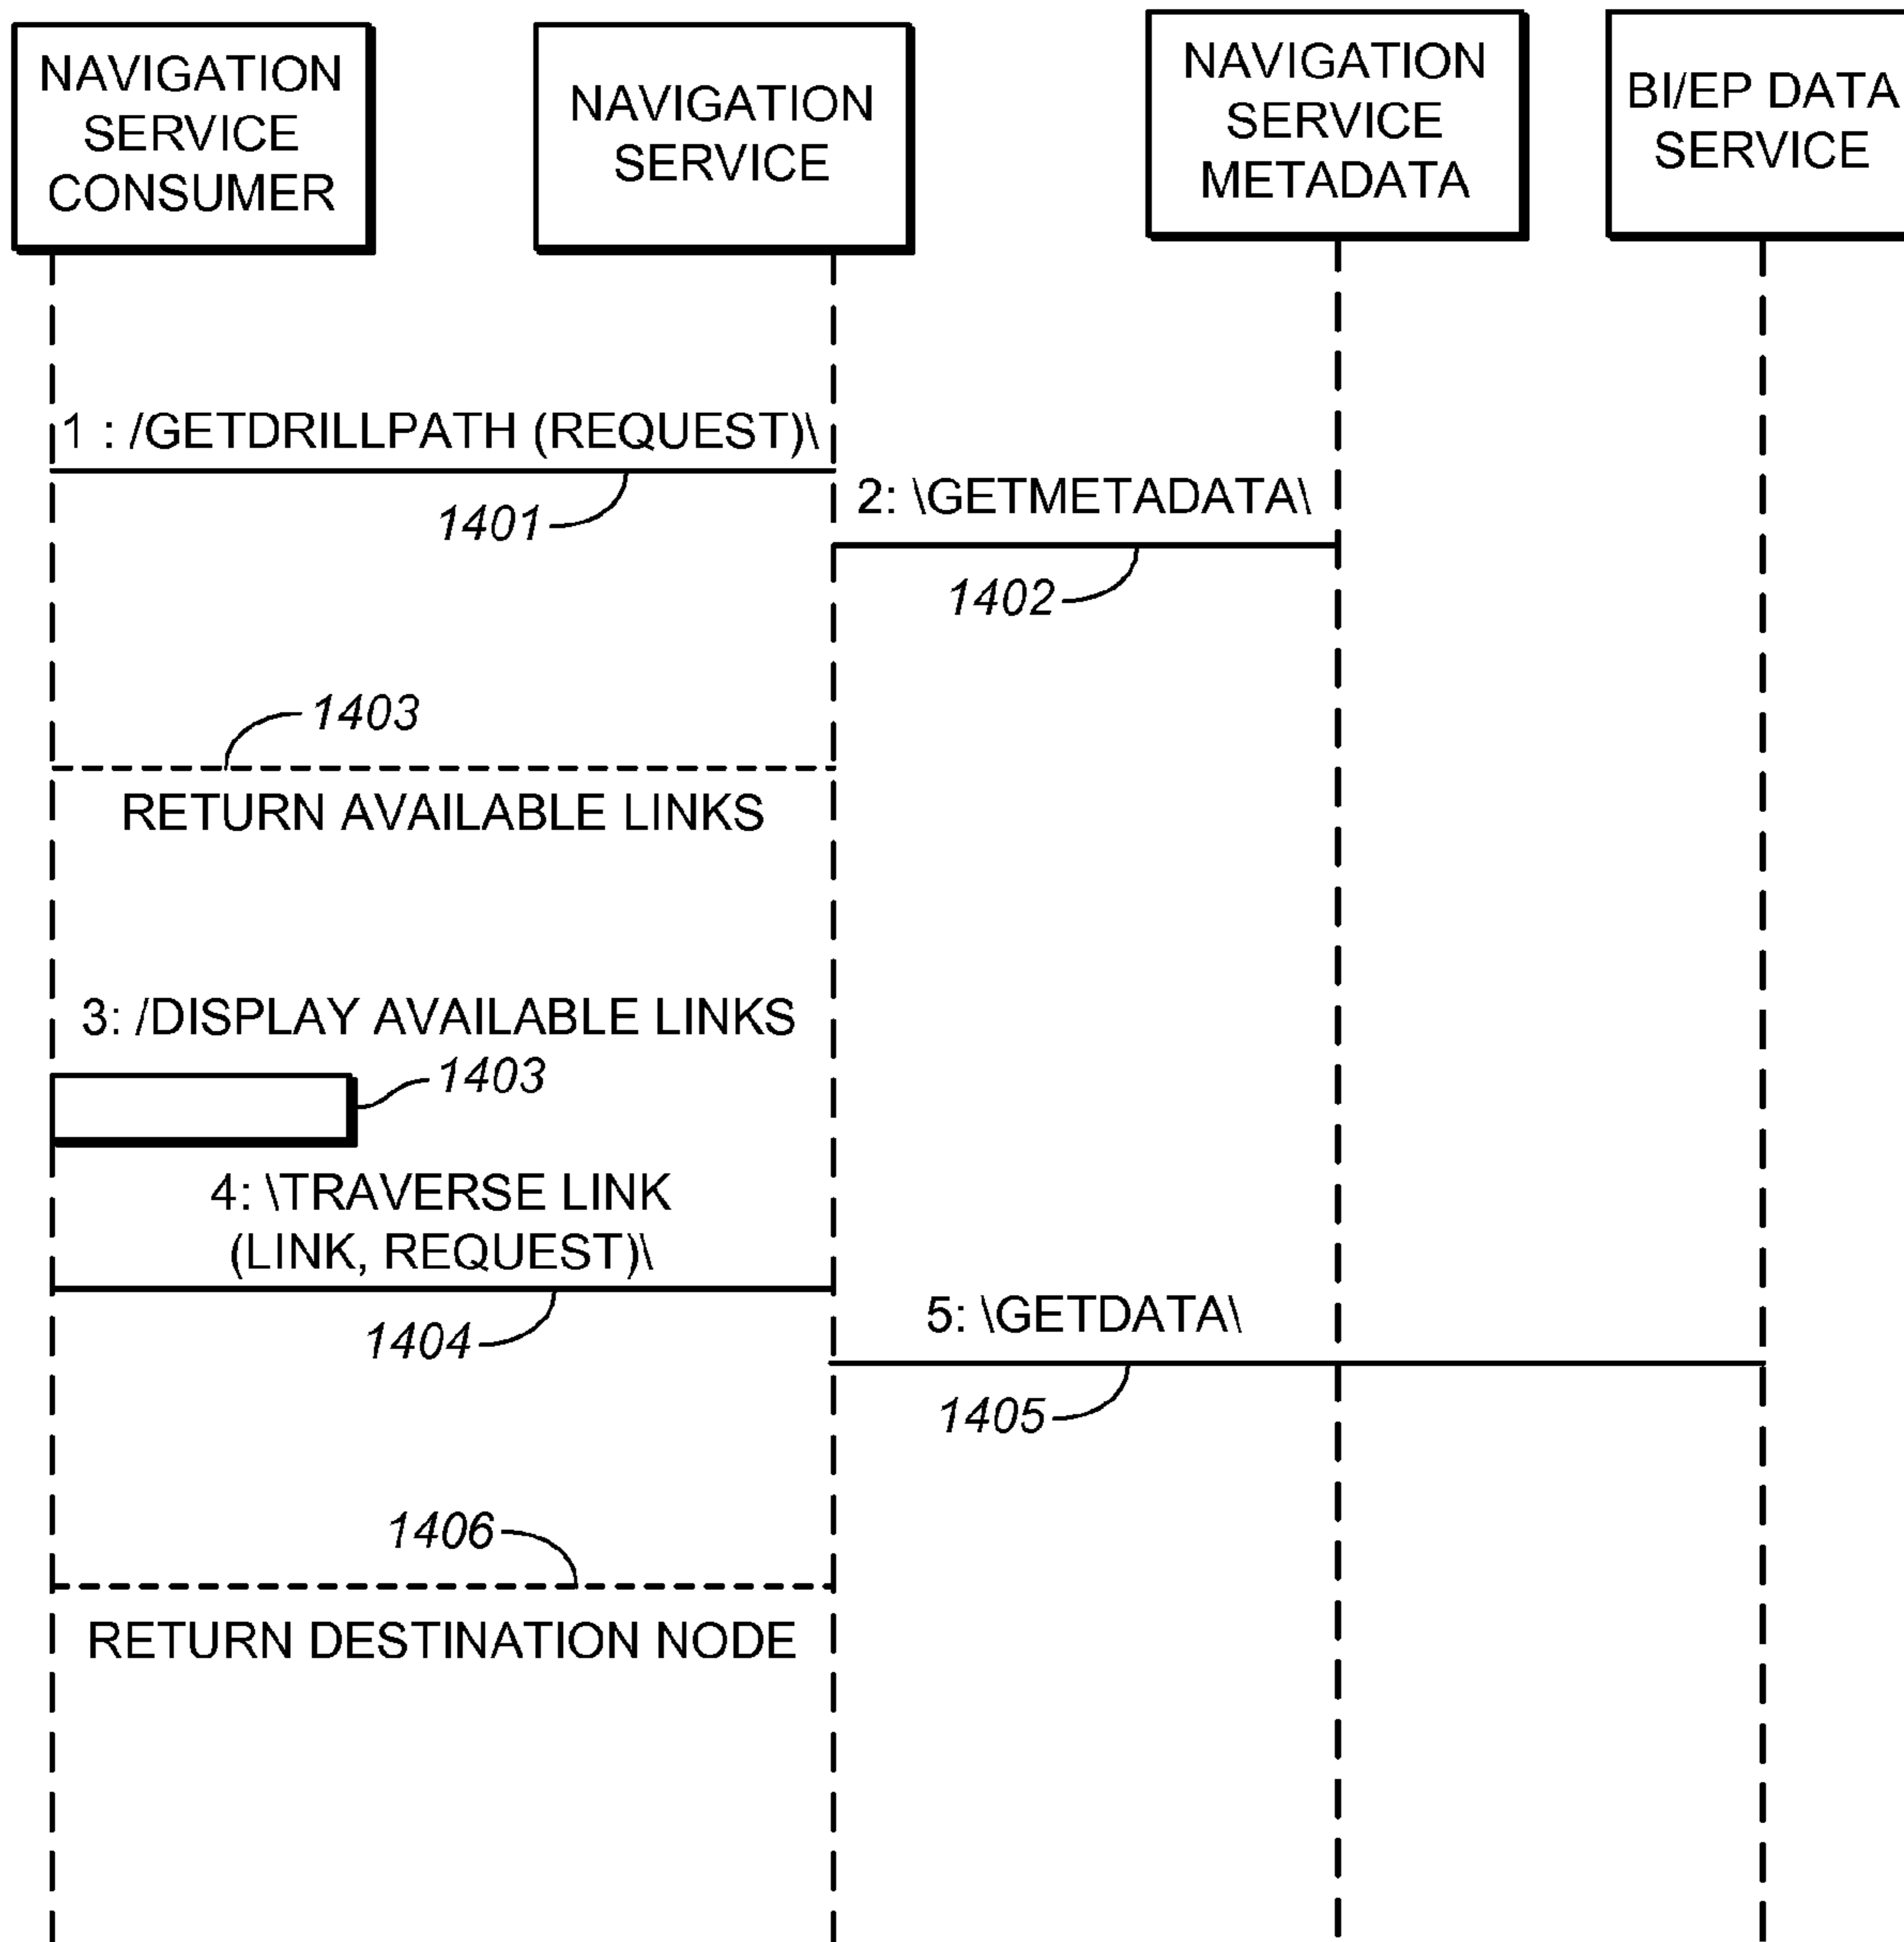 NAVIGATION
SERVICE
CONSUMER
NAVIGATION
SERVICE
NAVIGATION
SERVICE
METADATA
BI/EP DATA
SERVICE
1 : /GETDRILLPATH (REQUEST)\
1401
2: \GETMETADATA\
1402
1403
RETURN AVAILABLE LINKS
3: /DISPLAY AVAILABLE LINKS
1403
4: \TRAVERSE LINK
(LINK, REQUEST)\
1404
5: \GETDATA\
1405
1406
RETURN DESTINATION NODE